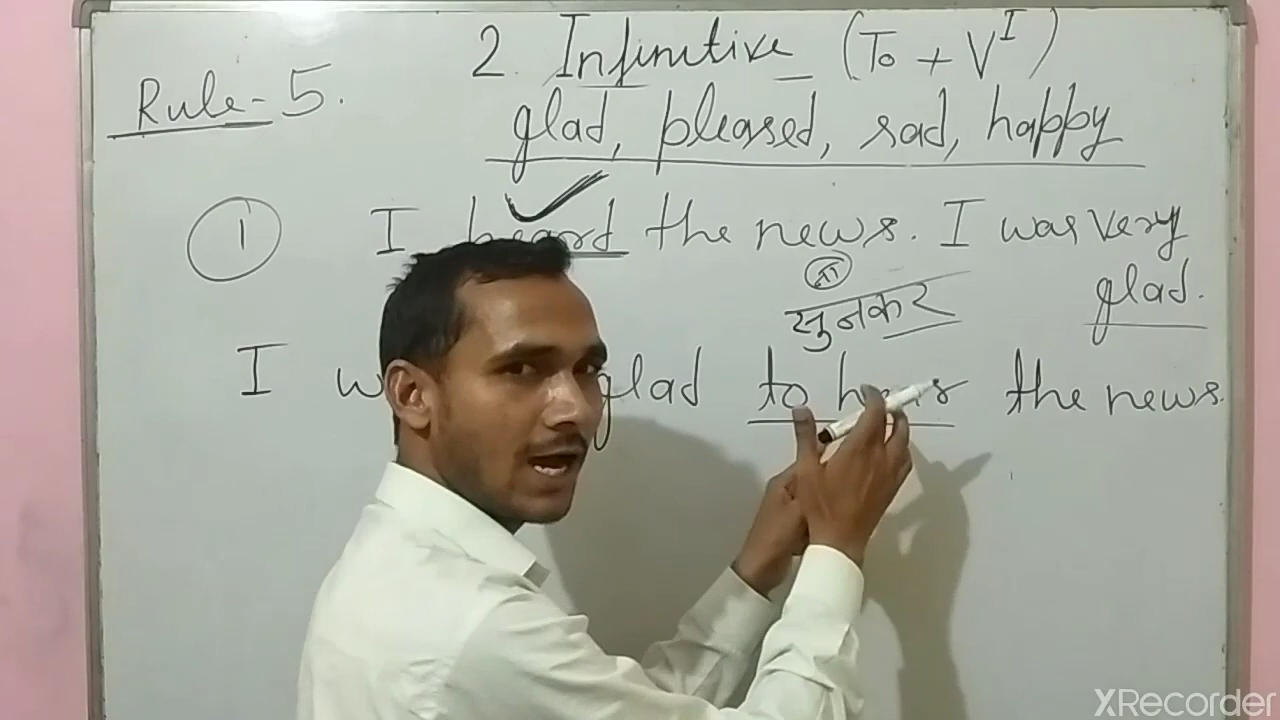 2. Infinitive (To + V^I)
Rule-5.
glad, pleased, sad, happy
1 I heard the news. I was very
glad.
सुनकर
I glad to hear the news.
XRecorder